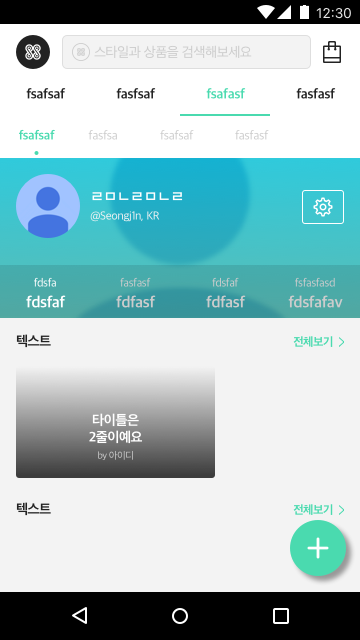 12:30
스타일과 상품을 검색해보세요
fsafsaf fasfsaf fsafasf fasfasf
fsafsaf fasfsa fsafsaf fasfasf
ㄹㅁㄴㄹㅁㄴㄹ
@Seongj1n, KR
fdsfa fasfasf fdsfaf fsfasfasd
fdsfaf fdfasf fdfasf fdsfafav
텍스트 전체보기
타이틀은
2줄이예요
by 아이디
텍스트 전체보기